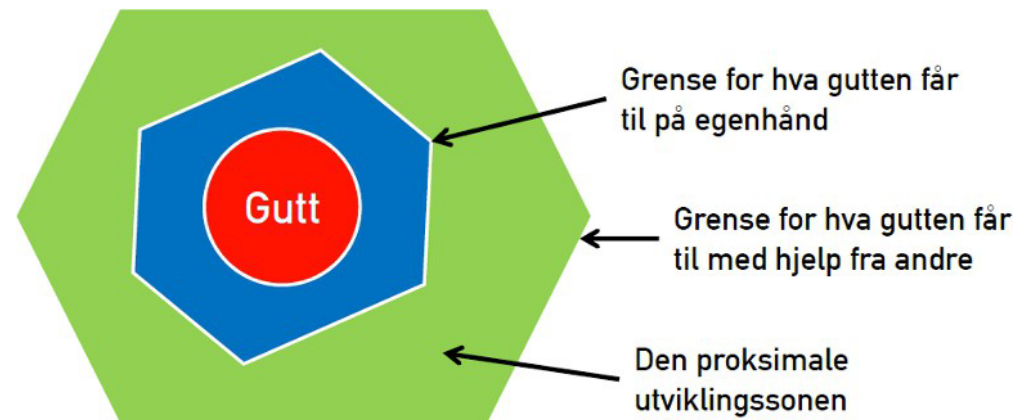 Grense for hva gutten får
til på egenhånd
Gutt
Grense for hva gutten får
til med hjelp fra andre
Den proksimale
utviklingssonen